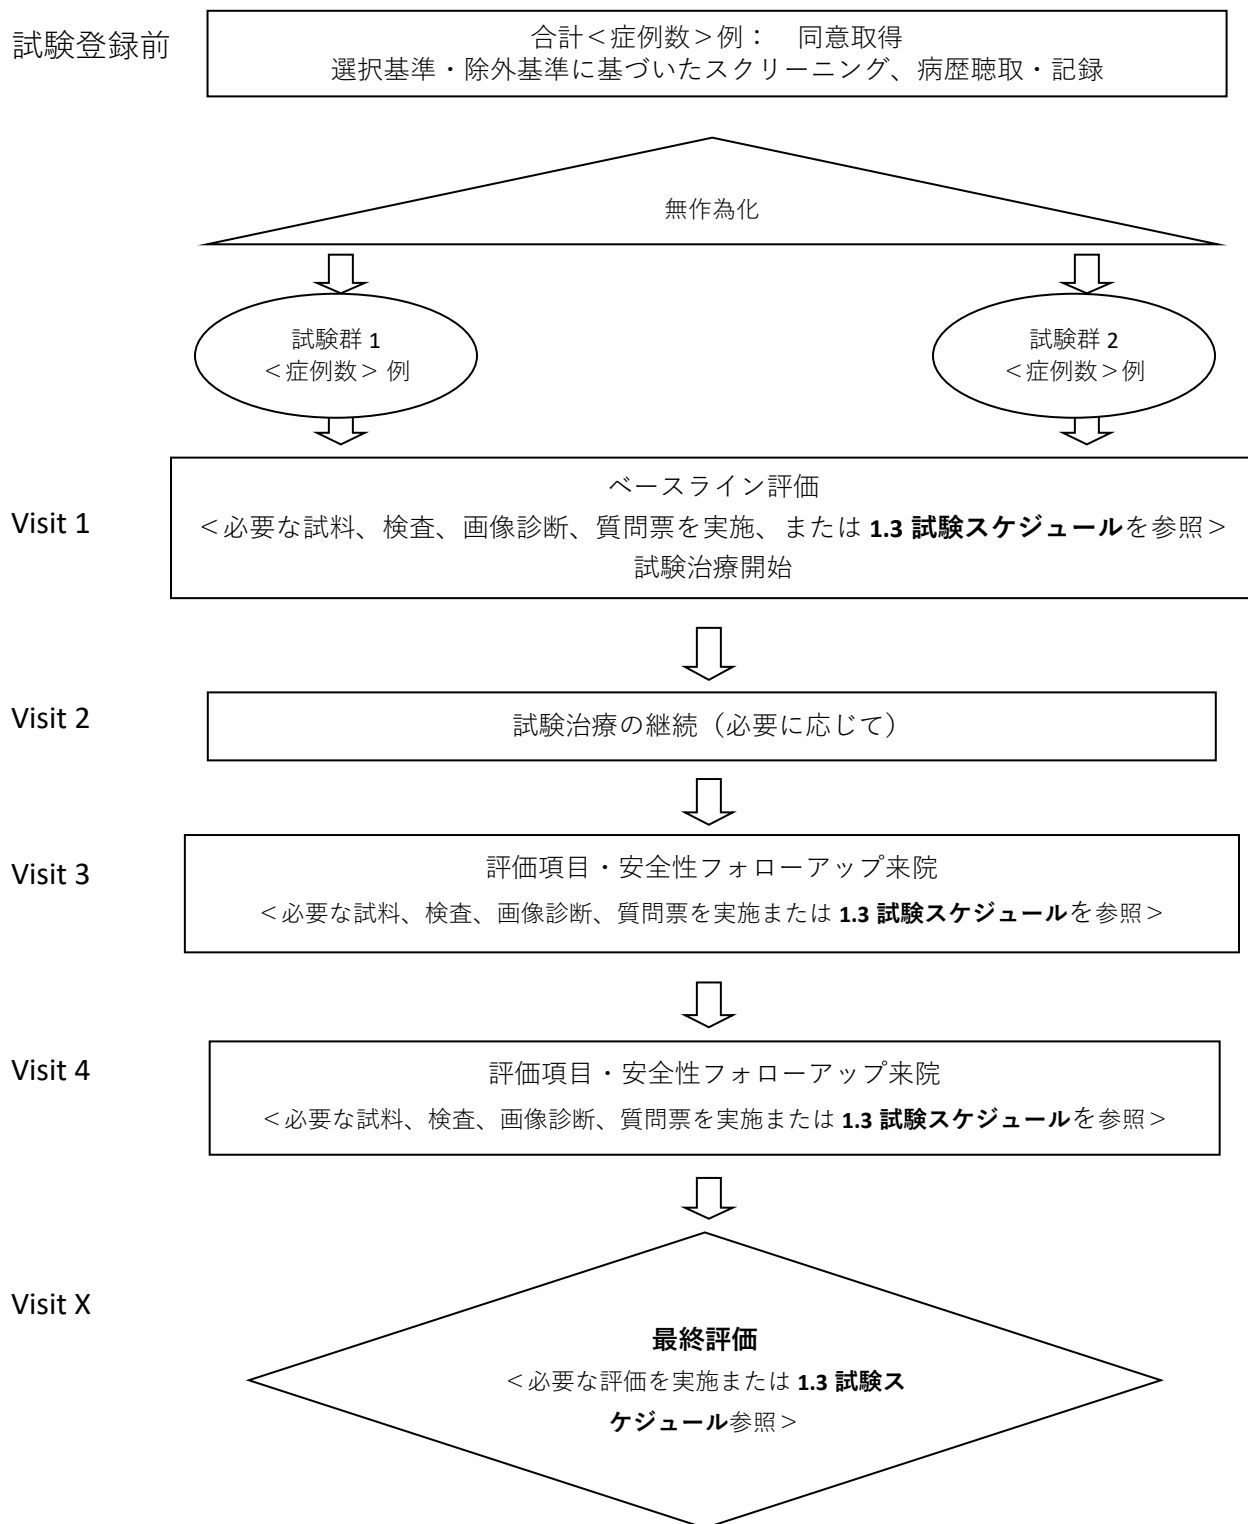 試験登録前
合計＜症例数＞例：　同意取得
選択基準・除外基準に基づいたスクリーニング、病歴聴取・記録
無作為化
試験群 1
＜症例数＞ 例
試験群 2
＜症例数＞例
Visit 1
ベースライン評価
＜必要な試料、検査、画像診断、質問票を実施、または 1.3 試験スケジュールを参照＞
試験治療開始
Visit 2
試験治療の継続（必要に応じて）
Visit 3
評価項目・安全性フォローアップ来院
＜必要な試料、検査、画像診断、質問票を実施または 1.3 試験スケジュールを参照＞
Visit 4
評価項目・安全性フォローアップ来院
＜必要な試料、検査、画像診断、質問票を実施または 1.3 試験スケジュールを参照＞
Visit X
最終評価
＜必要な評価を実施または 1.3 試験ス
ケジュール参照＞